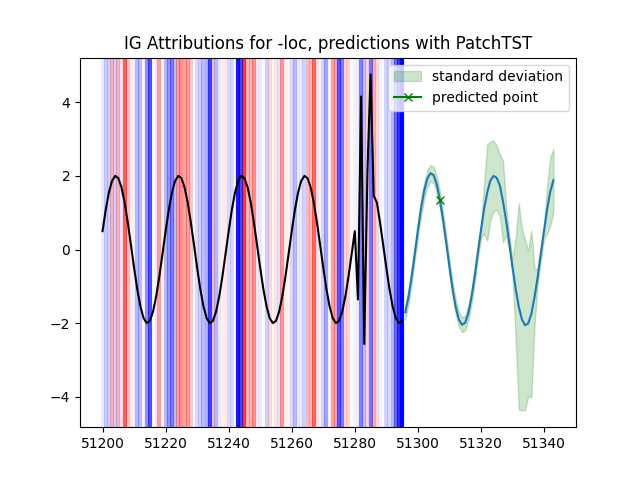 IG Attributions for -loc, predictions with PatchTST
standard deviation
predicted point
4
2
0
−2
−4
51200 51220 51240 51260 51280 51300 51320 51340